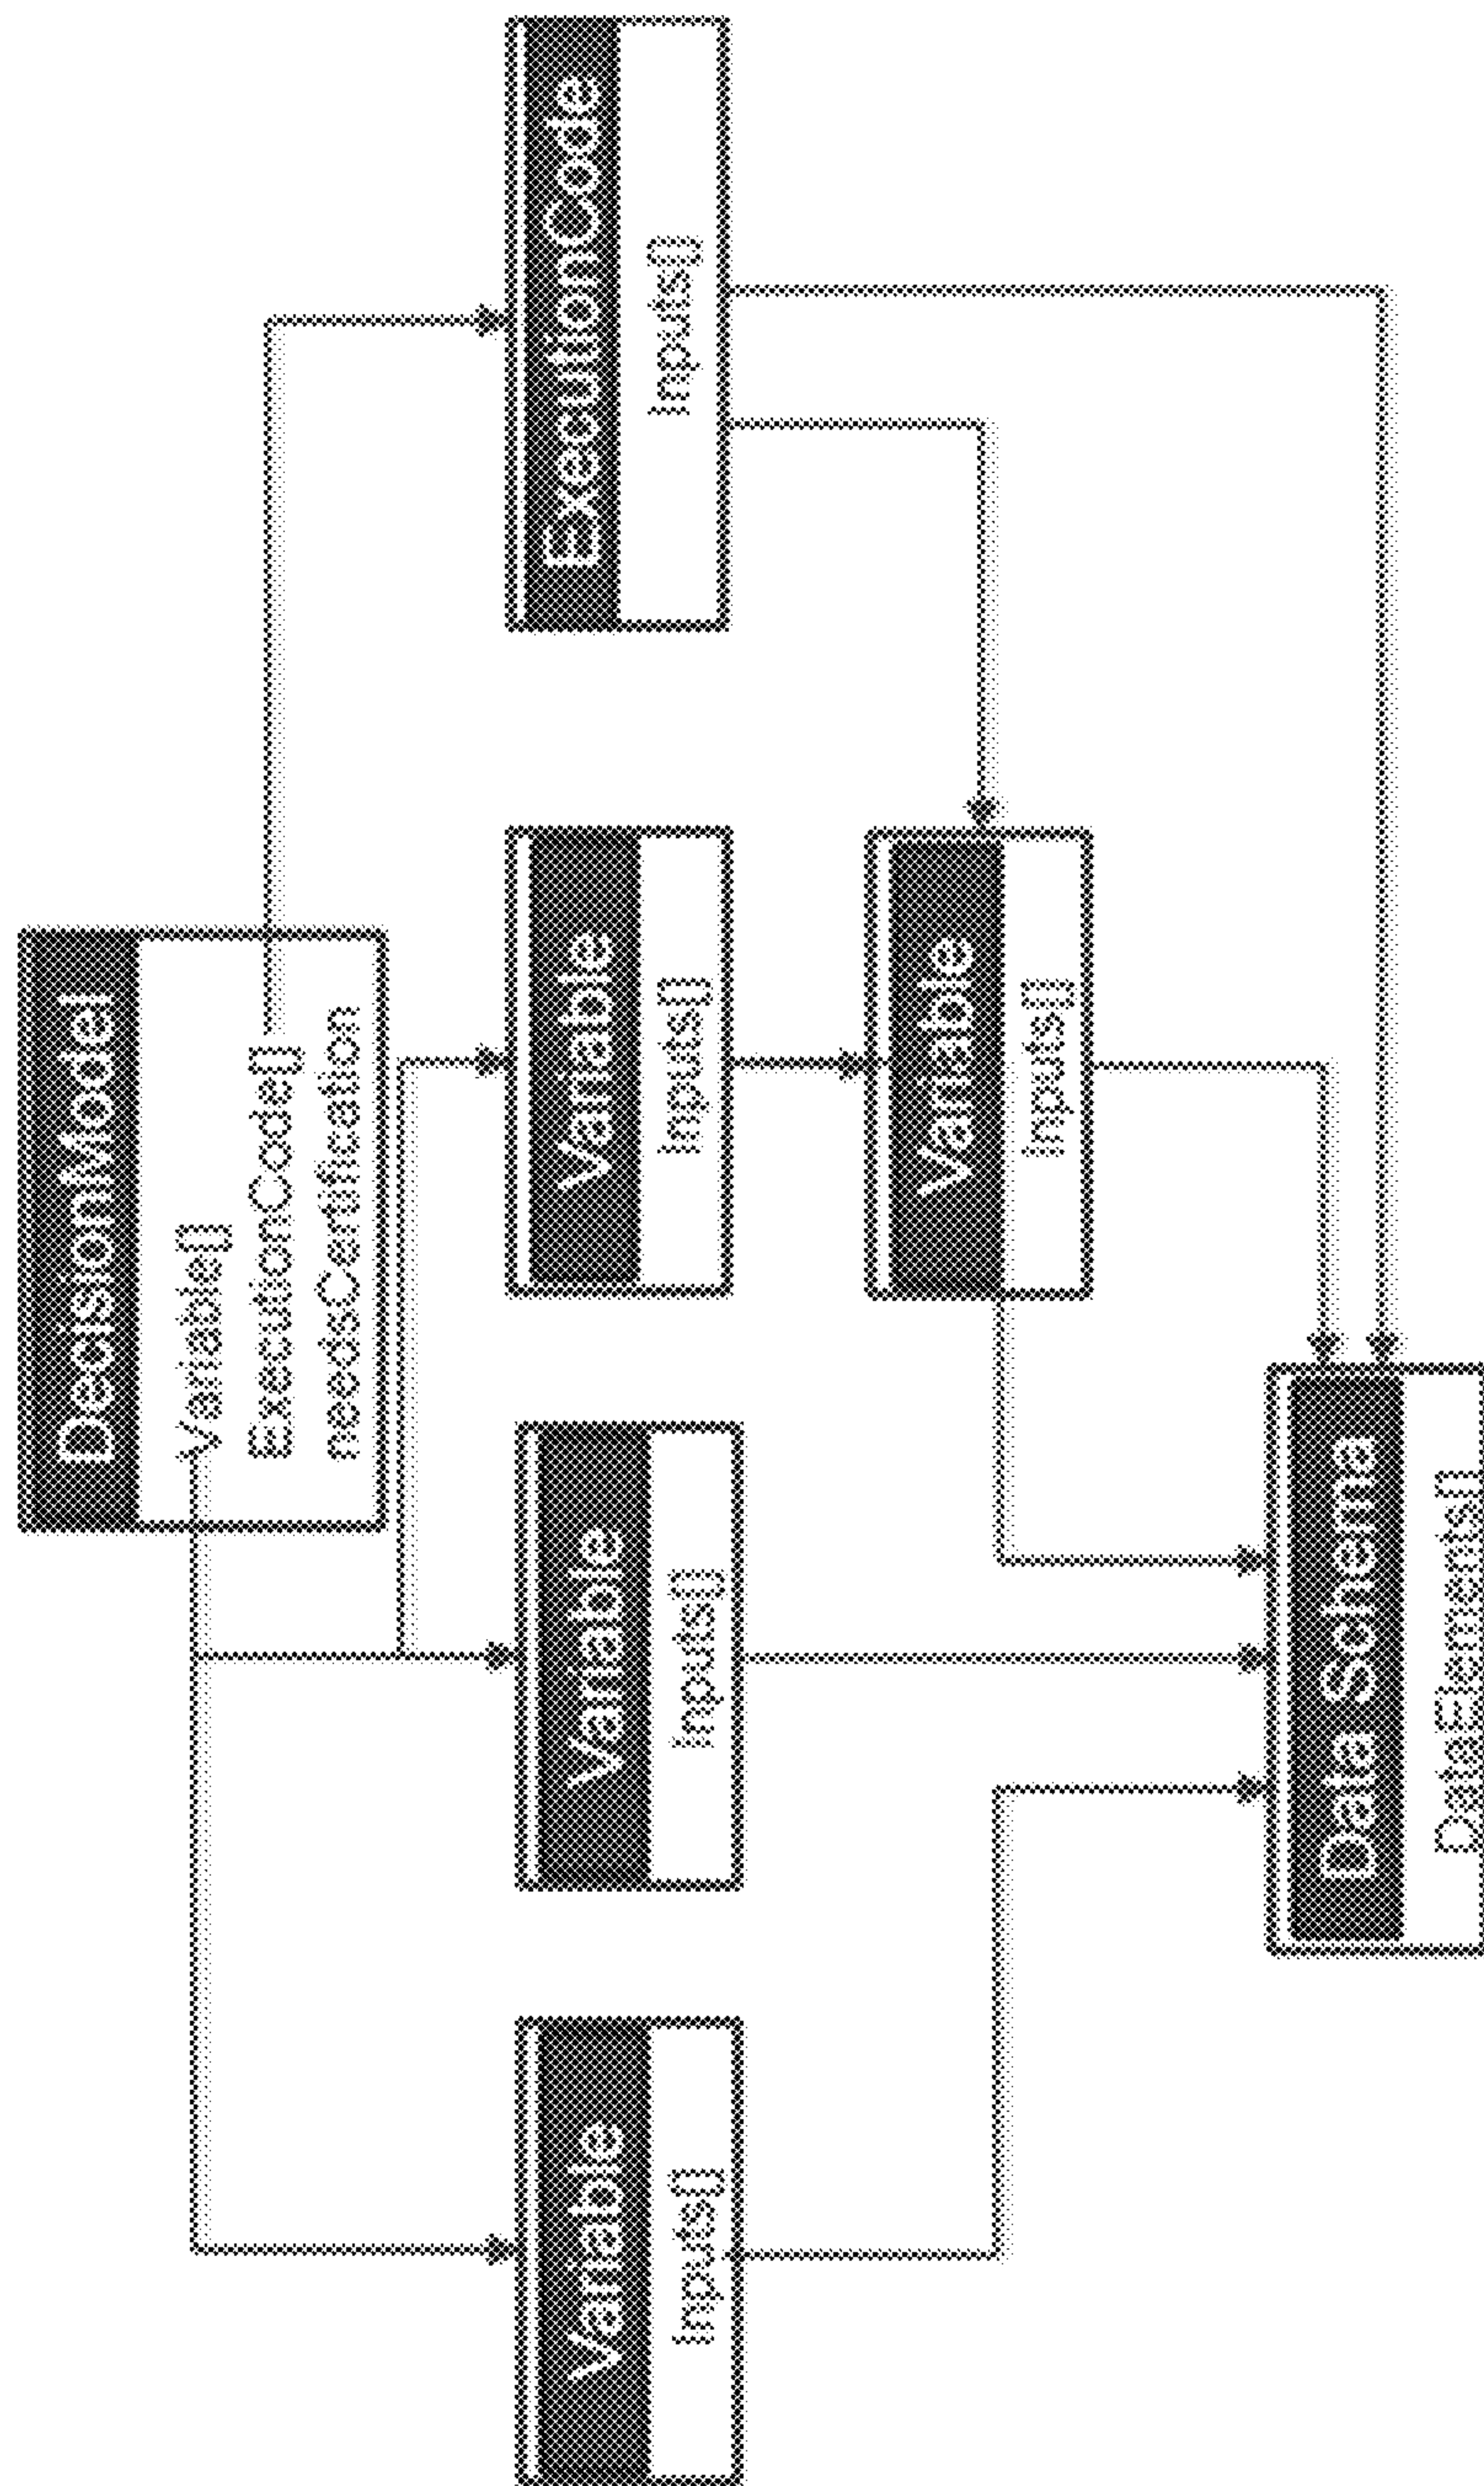 DecisionModel
Variable[]
ExecutionCode[]
needsCertification
Variable
Inputs[]
Variable
Inputs[]
Variable
Inputs[]
ExecutionCode
Inputs[]
Variable
Inputs[]
Data Schema
DataElements[]